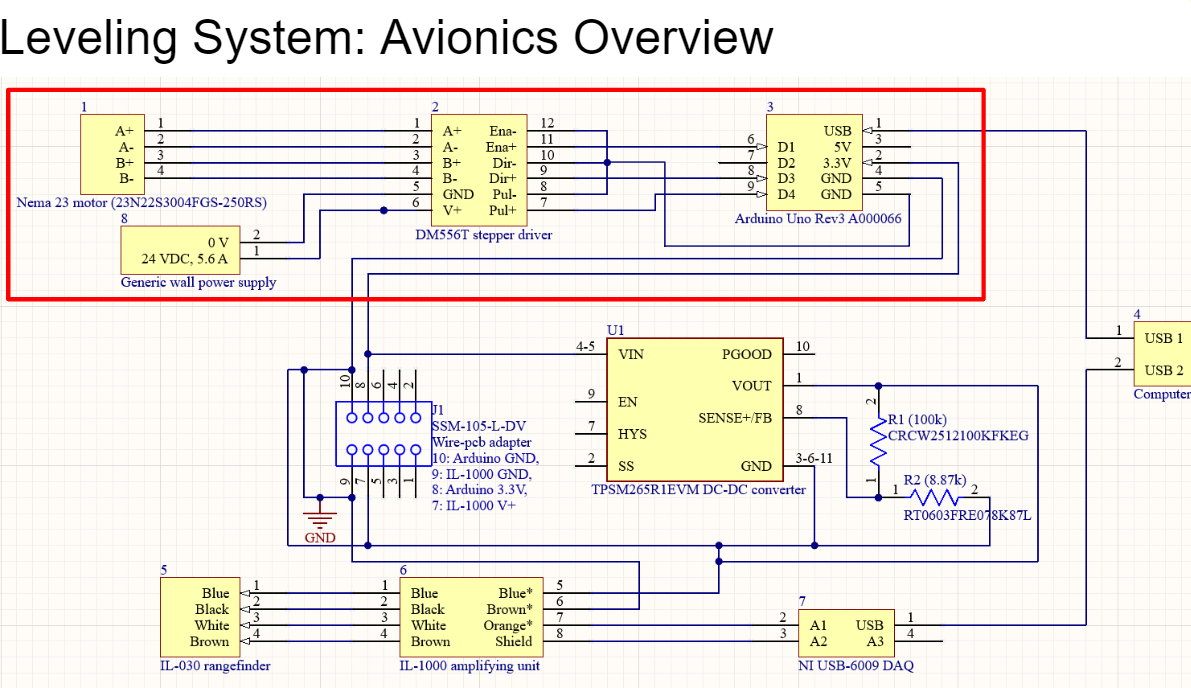 Leveling System: Avionics Overview
1
A+ 1
A- 2
B+ 3
B- 4
Nema 23 motor (23N22S3004FGS-250RS)
2
1 A+ Ena- 12
2 A- Ena+ 11
3 B+ Dir- 10
4 B- Dir+ 9
5 GND Pul- 8
6 V+ Pul+ 7
DM556T stepper driver
3
USB 1
6 D1 5V 3
7 D2 3.3V 2
8 D3 GND 4
9 D4 GND 5
Arduino Uno Rev3 A000066
8
0 V 2
24 VDC, 5.6 A 1
Generic wall power supply
4
1 USB 1
2 USB 2
Computer
U1
4-5 VIN PGOOD 10
VOUT 1
9 EN
SENSE+/FB 8
7 HYS
2 SS GND 3-6-11
TPSM265R1EVM DC-DC converter
2
R1 (100k)
CRCW2512100KFKEG
1
R2 (8.87k)
1 2
RT0603FRE078K87L
10 8 6 4 2
J1
SSM-105-L-DV
Wire-pcb adapter
10: Arduino GND,
9: IL-1000 GND,
8: Arduino 3.3V,
7: IL-1000 V+
9 7 5 3 1
GND
5
Blue 1
Black 2
White 3
Brown 4
IL-030 rangefinder
6
1 Blue Blue* 5
2 Black Brown* 6
3 White Orange* 7
4 Brown Shield 8
IL-1000 amplifying unit
7
2 A1 USB 1
3 A2 A3 4
NI USB-6009 DAQ